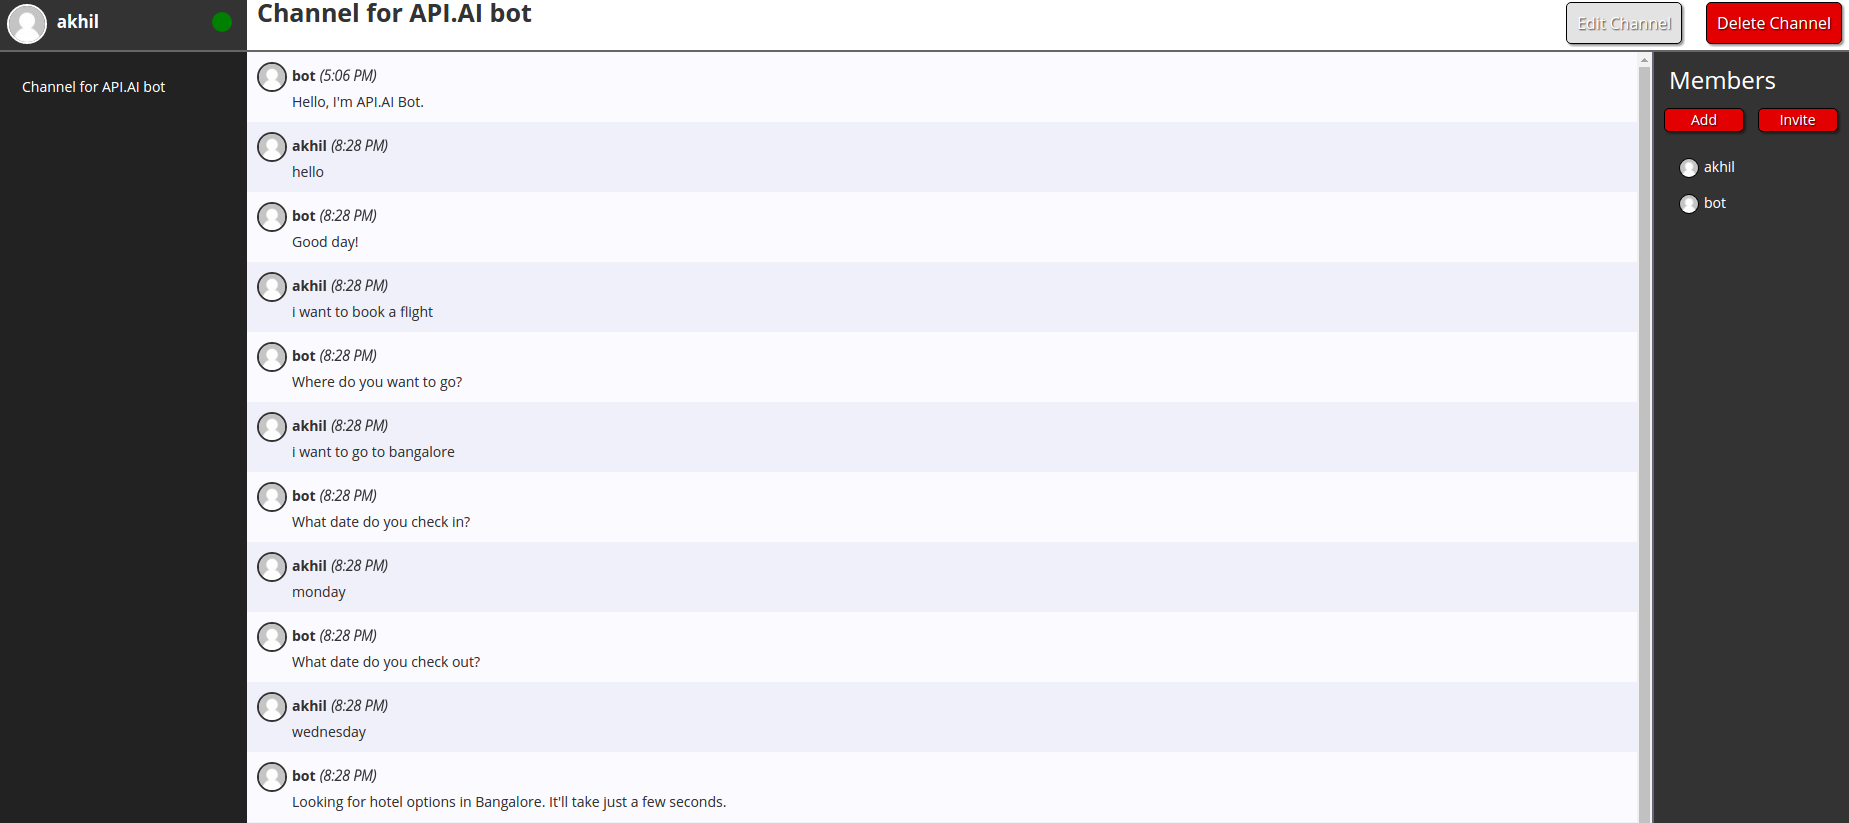 akhil
Channel for API.AI bot
Edit Channel
Delete Channel
Channel for API.AI bot
bot (5:06 PM)
Hello, I'm API.AI Bot.
akhil (8:28 PM)
hello
bot (8:28 PM)
Good day!
akhil (8:28 PM)
i want to book a flight
bot (8:28 PM)
Where do you want to go?
akhil (8:28 PM)
i want to go to bangalore
bot (8:28 PM)
What date do you check in?
akhil (8:28 PM)
monday
bot (8:28 PM)
What date do you check out?
akhil (8:28 PM)
wednesday
bot (8:28 PM)
Looking for hotel options in Bangalore. It'll take just a few seconds.
Members
Add
Invite
akhil
bot